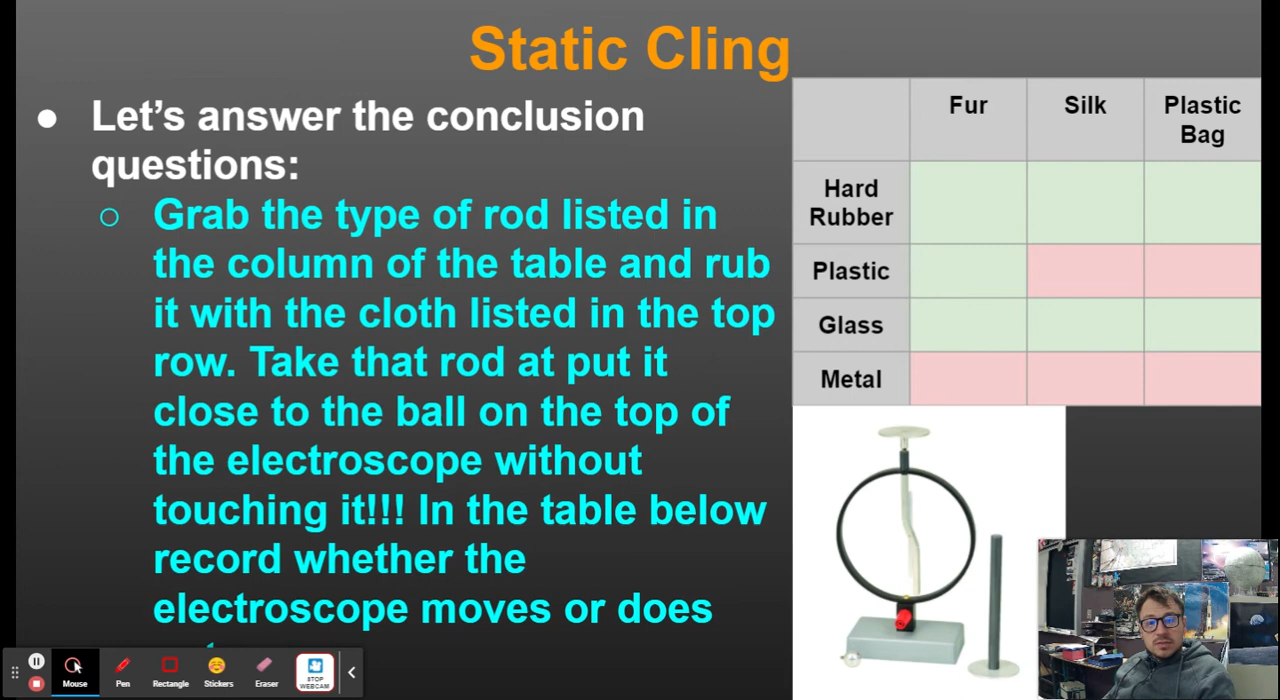 Static Cling
● Let's answer the conclusion
questions:
○ Grab the type of rod listed in
the column of the table and rub
it with the cloth listed in the top
row. Take that rod at put it
close to the ball on the top of
the electroscope without
touching it!!! In the table below
record whether the
electroscope moves or does
Fur Silk Plastic
Bag
Hard
Rubber
Plastic
Glass
Metal
Mouse Pen Rectangle Stickers Eraser STOP
WEBCAM